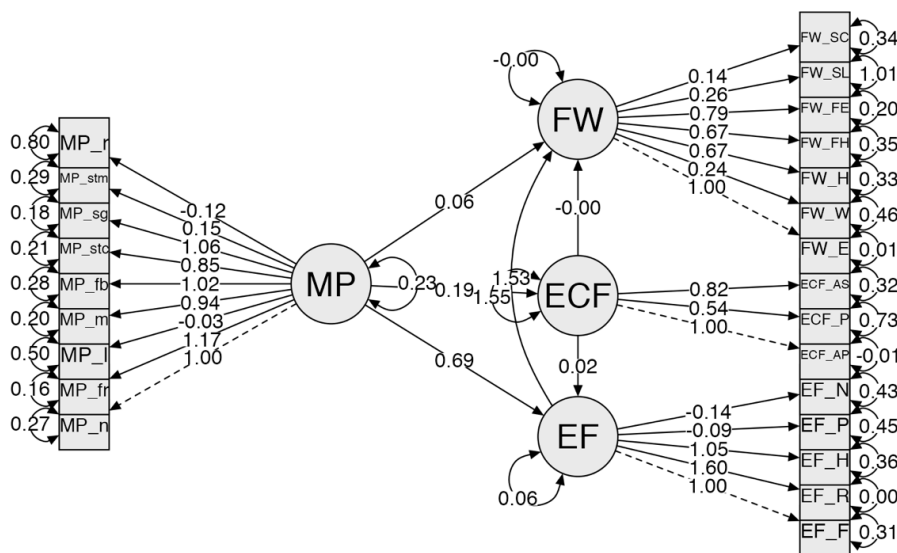 MP_r
MP_stm
MP_sg
MP_stc
MP_fb
MP_m
MP_l
MP_fr
MP_n
0.80
0.29
0.18
0.21
0.28
0.20
0.50
0.16
0.27
-0.12
0.15
1.06
0.85
1.02
0.94
-0.03
1.17
1.00
MP
0.23
0.06
0.19
0.69
-0.00
FW
-0.00
1.53
1.55
ECF
0.02
EF
0.06
0.14
0.26
0.79
0.67
0.67
0.24
1.00
0.82
0.54
1.00
-0.14
-0.09
1.05
1.60
1.00
FW_SC
FW_SL
FW_FE
FW_FH
FW_H
FW_W
FW_E
ECF_AS
ECF_P
ECF_AP
EF_N
EF_P
EF_H
EF_R
EF_F
0.34
1.01
0.20
0.35
0.33
0.46
0.01
0.32
0.73
-0.01
0.43
0.45
0.36
0.00
0.31